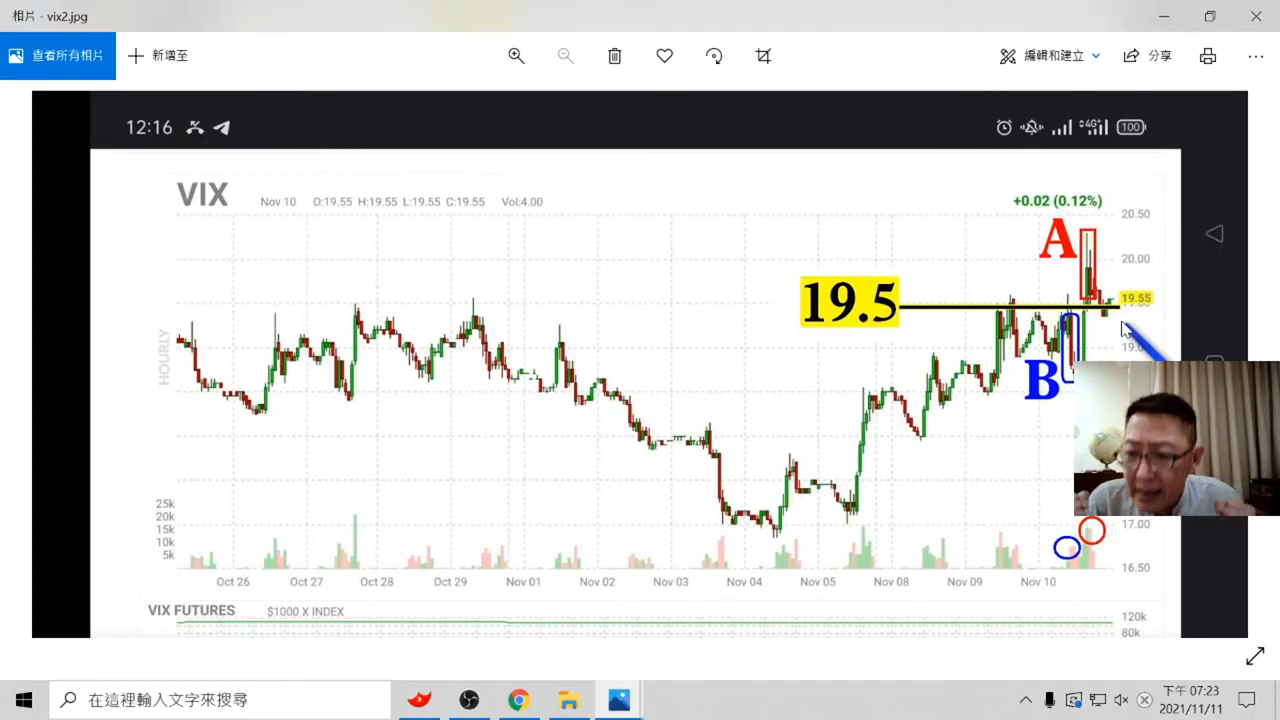 相片 - vix2.jpg
查看所有相片
新增至
編輯和建立
分享
12:16
4G
100
VIX
Nov 10 O:19.55 H:19.55 L:19.55 C:19.55 Vol:4.00
+0.02 (0.12%)
20.50
A
20.00
19.5
19.55
HOURLY
B
25k
20k
15k
10k
5k
17.00
16.50
Oct 26 Oct 27 Oct 28 Oct 29 Nov 01 Nov 02 Nov 03 Nov 04 Nov 05 Nov 08 Nov 09 Nov 10
VIX FUTURES $1000 X INDEX
120k
80k
在這裡輸入文字來搜尋
下午 07:23
2021/11/11